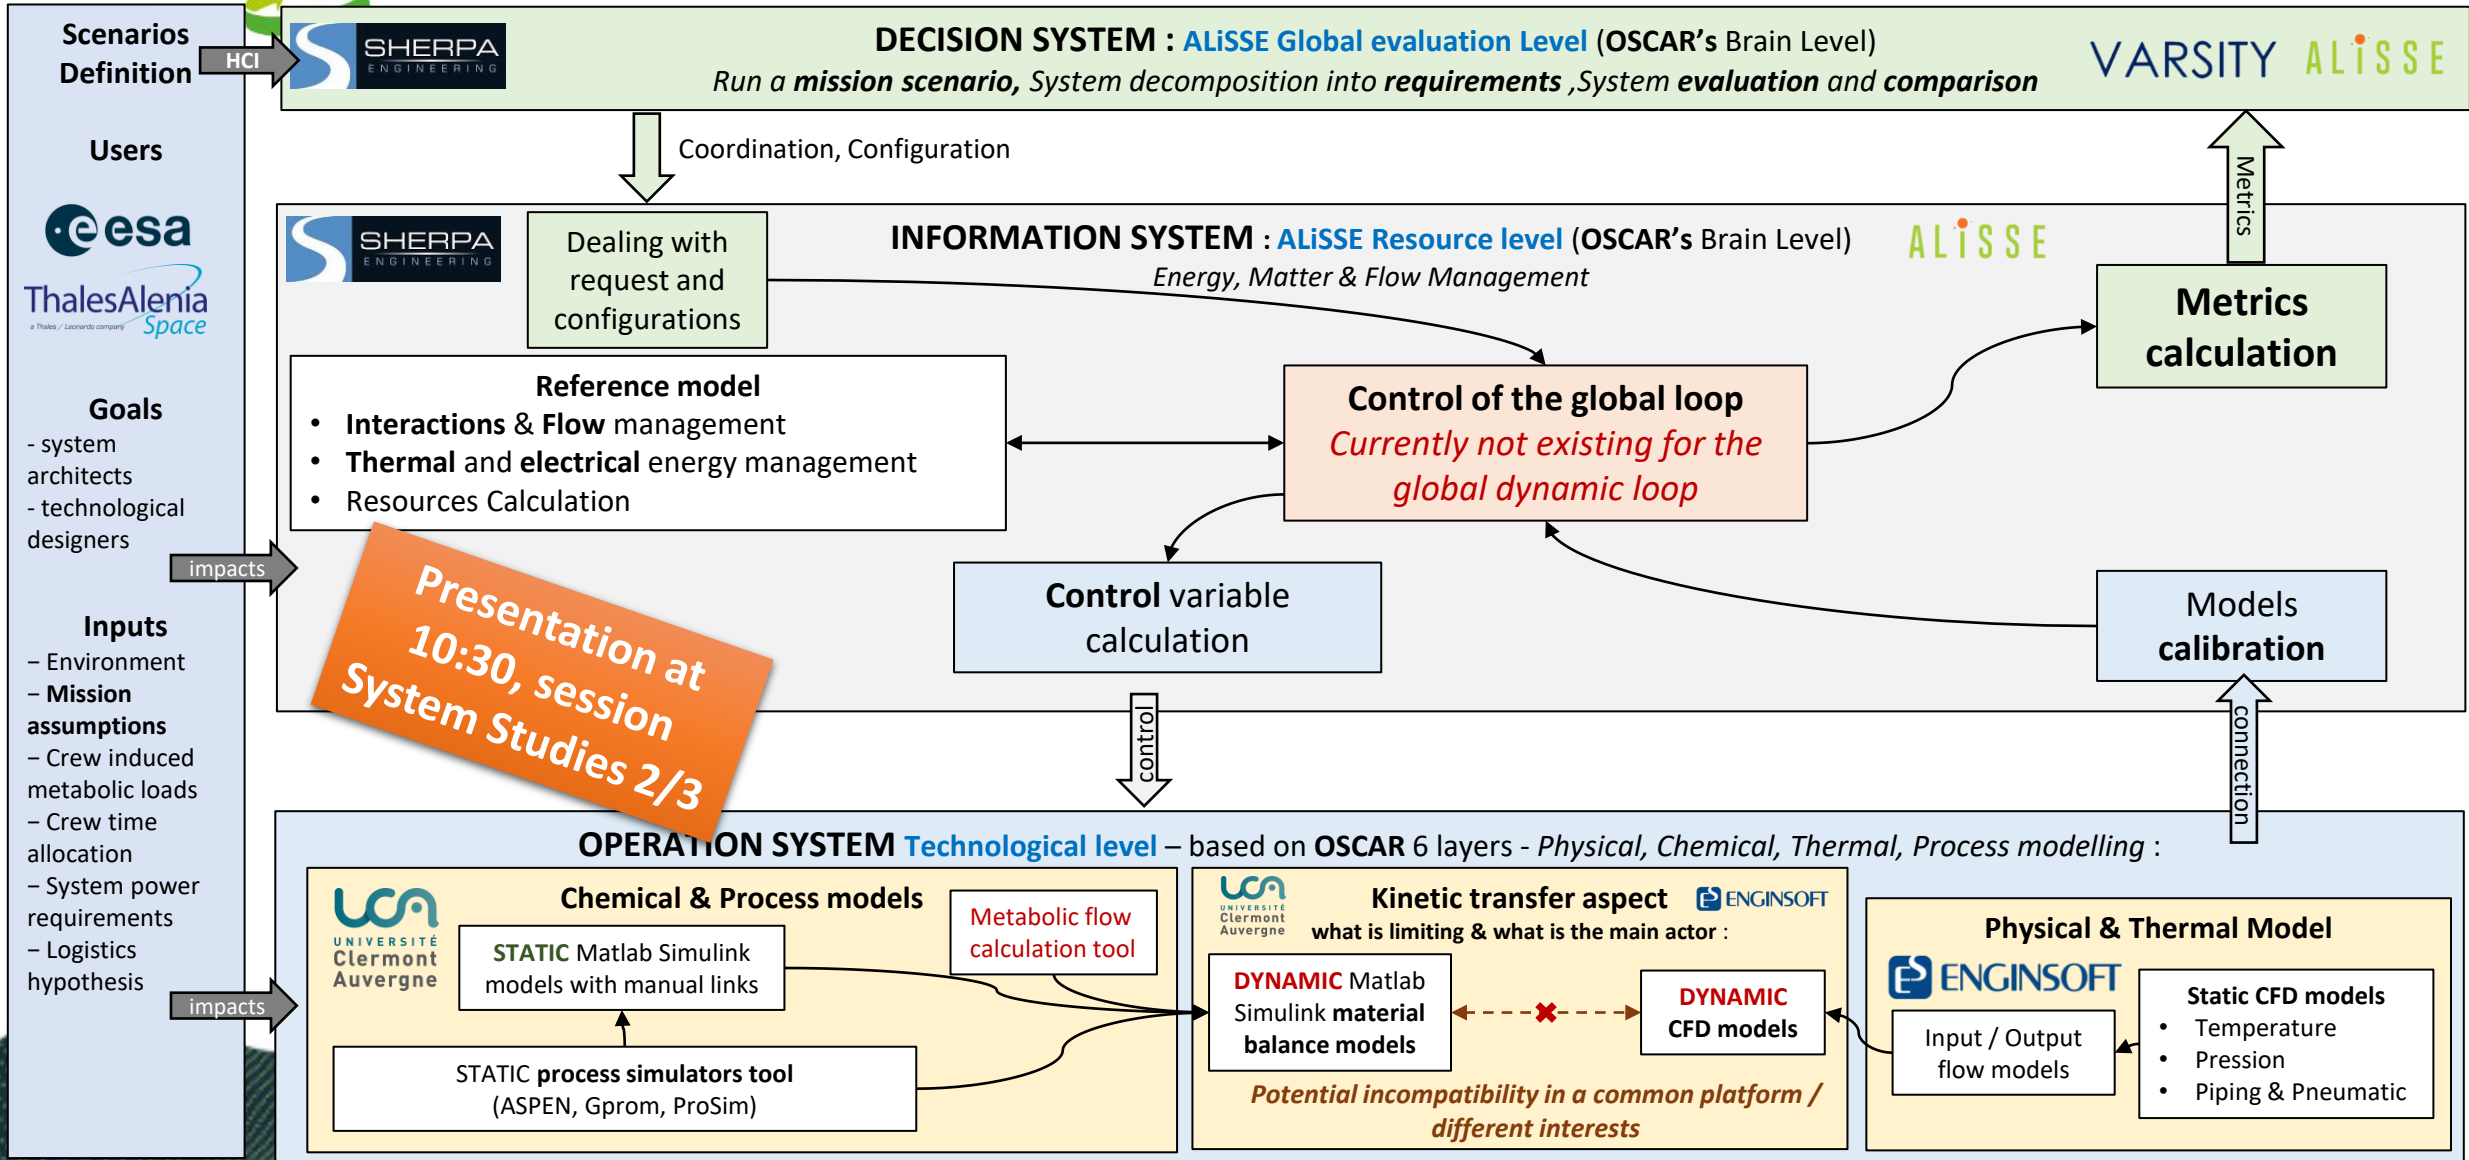 Scenarios
Definition
HCI
Users
esa
ThalesAlenia
a Thales / Leonardo company
Space
Goals
- system
architects
- technological
designers
impacts
Inputs
– Environment
– Mission
assumptions
– Crew induced
metabolic loads
– Crew time
allocation
– System power
requirements
– Logistics
hypothesis
impacts
SHERPA
ENGINEERING
DECISION SYSTEM : ALiSSE Global evaluation Level (OSCAR's Brain Level)
Run a mission scenario, System decomposition into requirements ,System evaluation and comparison
VARSITY
ALiSSE
Coordination, Configuration
Metrics
SHERPA
ENGINEERING
Dealing with
request and
configurations
INFORMATION SYSTEM : ALiSSE Resource level (OSCAR's Brain Level)
Energy, Matter & Flow Management
ALiSSE
Metrics
calculation
Reference model
• Interactions & Flow management
• Thermal and electrical energy management
• Resources Calculation
Control of the global loop
Currently not existing for the
global dynamic loop
Control variable
calculation
Models
calibration
Presentation at
10:30, session
System Studies 2/3
control
connection
OPERATION SYSTEM Technological level – based on OSCAR 6 layers - Physical, Chemical, Thermal, Process modelling :
UCA
UNIVERSITÉ
Clermont
Auvergne
Chemical & Process models
STATIC Matlab Simulink
models with manual links
Metabolic flow
calculation tool
STATIC process simulators tool
(ASPEN, Gprom, ProSim)
UCA
UNIVERSITÉ
Clermont
Auvergne
Kinetic transfer aspect
ENGINSOFT
what is limiting & what is the main actor :
DYNAMIC Matlab
Simulink material
balance models
DYNAMIC
CFD models
Potential incompatibility in a common platform /
different interests
Physical & Thermal Model
ENGINSOFT
Input / Output
flow models
Static CFD models
• Temperature
• Pression
• Piping & Pneumatic